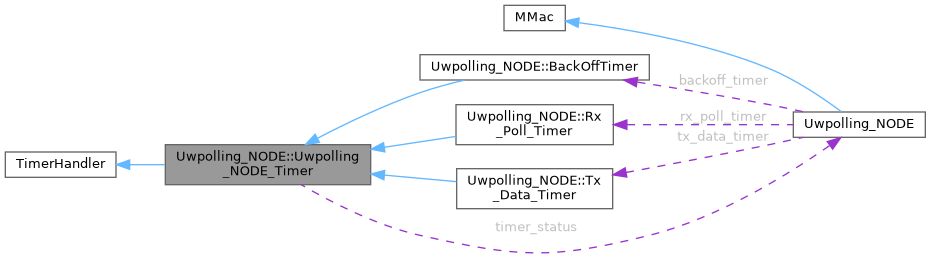 MMac
Uwpolling_NODE::BackOffTimer
backoff_timer
Uwpolling_NODE::Rx
_Poll_Timer
rx_poll_timer
Uwpolling_NODE
tx_data_timer
TimerHandler
Uwpolling_NODE::Uwpolling
_NODE_Timer
Uwpolling_NODE::Tx
_Data_Timer
timer_status